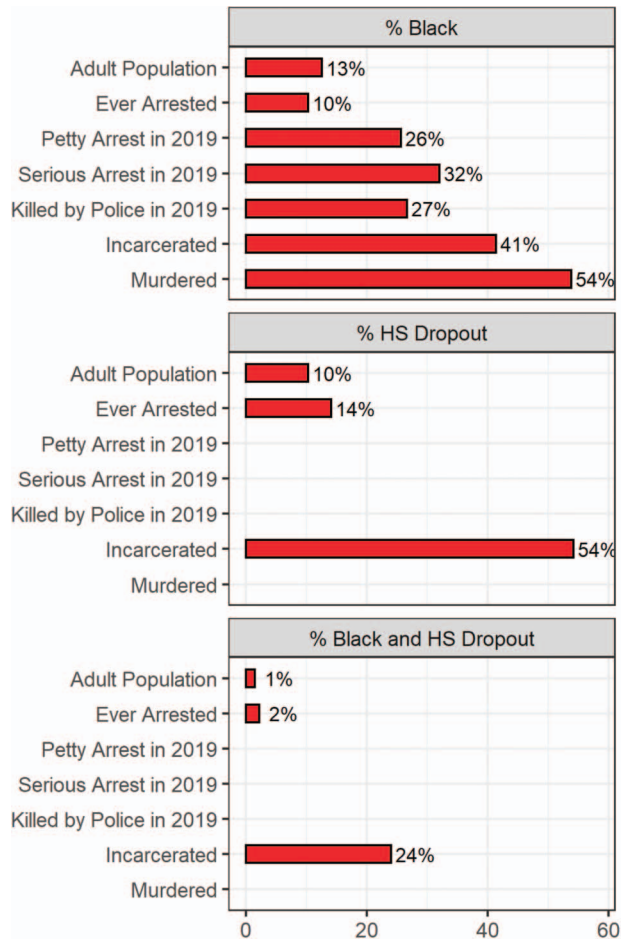 % Black
Adult Population 13%
Ever Arrested 10%
Petty Arrest in 2019 26%
Serious Arrest in 2019 32%
Killed by Police in 2019 27%
Incarcerated 41%
Murdered 54%
% HS Dropout
Adult Population 10%
Ever Arrested 14%
Petty Arrest in 2019
Serious Arrest in 2019
Killed by Police in 2019
Incarcerated 54%
Murdered
% Black and HS Dropout
Adult Population 1%
Ever Arrested 2%
Petty Arrest in 2019
Serious Arrest in 2019
Killed by Police in 2019
Incarcerated 24%
Murdered
0 20 40 60